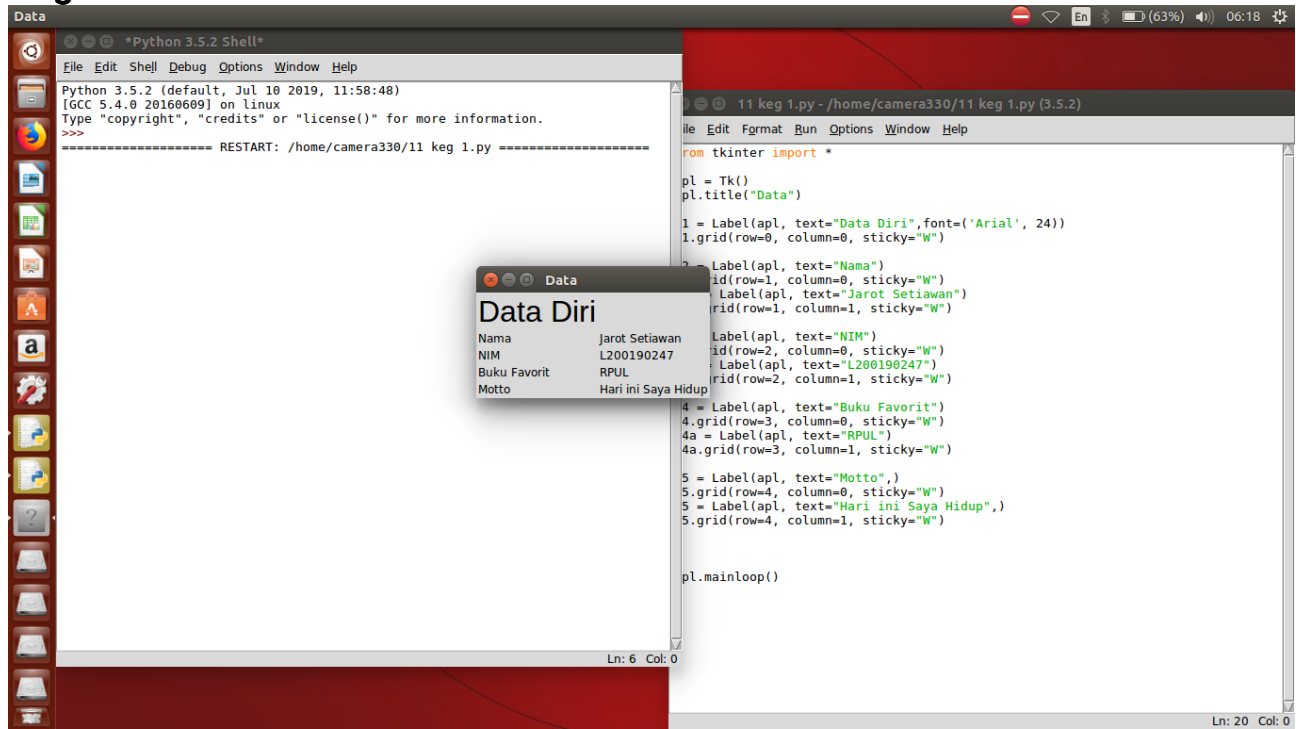 Data
En (63%) 06:18
*Python 3.5.2 Shell*
File Edit Shell Debug Options Window Help
Python 3.5.2 (default, Jul 10 2019, 11:58:48)
[GCC 5.4.0 20160609] on linux
Type "copyright", "credits" or "license()" for more information.
>>>
==================== RESTART: /home/camera330/11 keg 1.py ====================
Ln: 6 Col: 0
Data
Data Diri
Nama Jarot Setiawan
NIM L200190247
Buku Favorit RPUL
Motto Hari ini Saya Hidup
11 keg 1.py - /home/camera330/11 keg 1.py (3.5.2)
ile Edit Format Run Options Window Help
rom tkinter import *
pl = Tk()
pl.title("Data")
1 = Label(apl, text="Data Diri",font=('Arial', 24))
1.grid(row=0, column=0, sticky="W")
= Label(apl, text="Nama")
id(row=1, column=0, sticky="W")
Label(apl, text="Jarot Setiawan")
rid(row=1, column=1, sticky="W")
Label(apl, text="NIM")
id(row=2, column=0, sticky="W")
Label(apl, text="L200190247")
rid(row=2, column=1, sticky="W")
4 = Label(apl, text="Buku Favorit")
4.grid(row=3, column=0, sticky="W")
4a = Label(apl, text="RPUL")
4a.grid(row=3, column=1, sticky="W")
5 = Label(apl, text="Motto",)
5.grid(row=4, column=0, sticky="W")
5 = Label(apl, text="Hari ini Saya Hidup",)
5.grid(row=4, column=1, sticky="W")
pl.mainloop()
Ln: 20 Col: 0